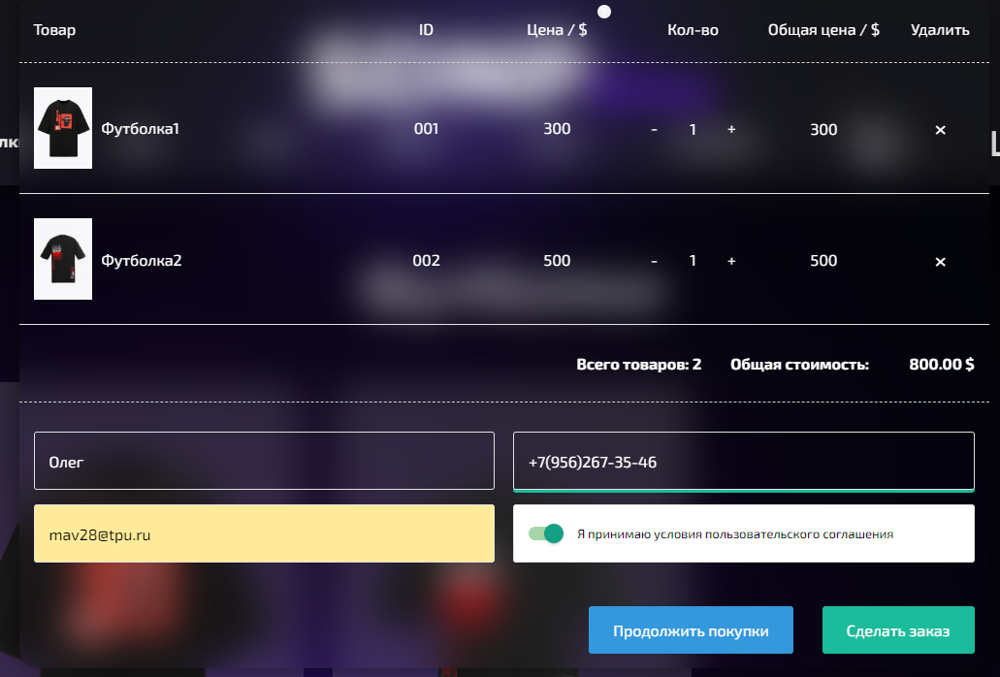 Товар ID Цена / $ Кол-во Общая цена / $ Удалить
Футболка1 001 300 - 1 + 300 ×
Футболка2 002 500 - 1 + 500 ×
Всего товаров: 2 Общая стоимость: 800.00 $
Олег +7(956)267-35-46
mav28@tpu.ru Я принимаю условия пользовательского соглашения
Продолжить покупки Сделать заказ